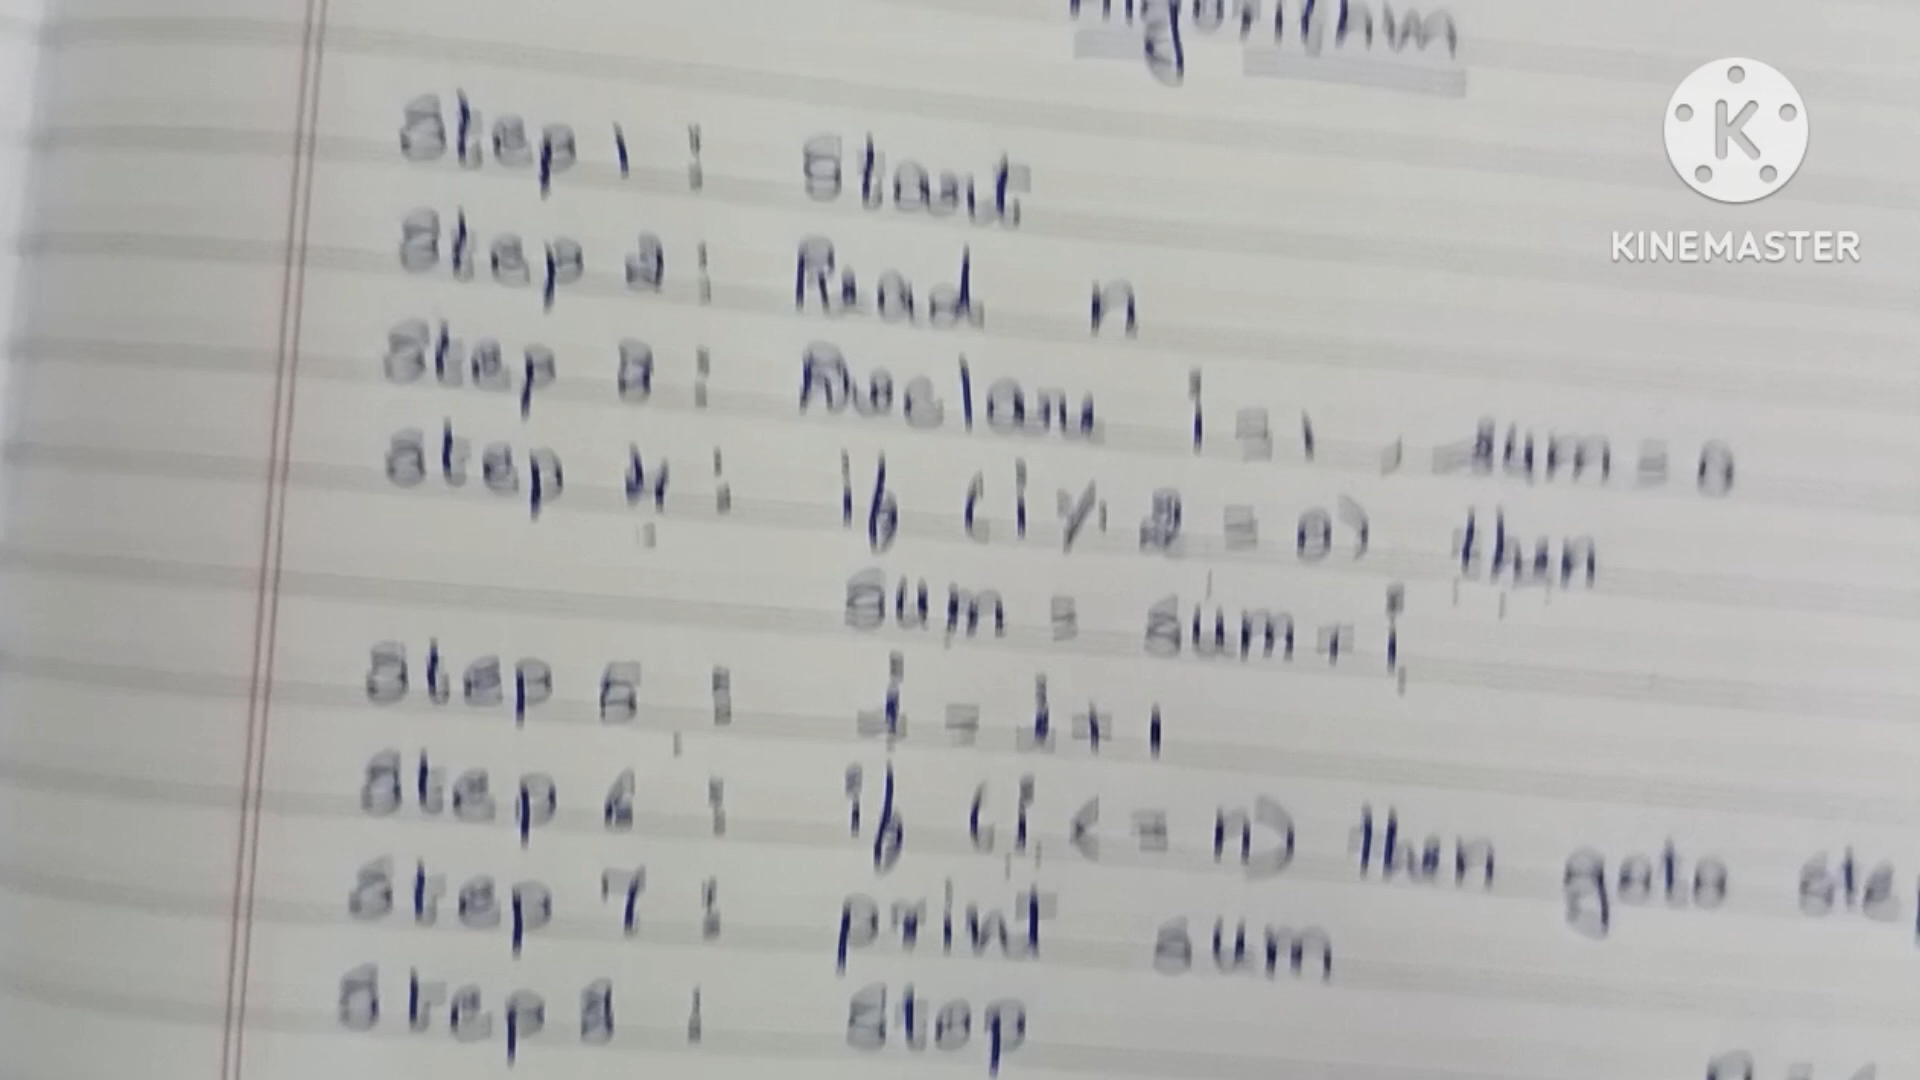 Algorithm
Step 1 : Start
Step 2 : Read n
Step 3 : Declare i = 1 , sum = 0
Step 4 : if ( i % 2 = 0) then
sum = sum + i
Step 5 : i = i + 1
Step 6 : if (i <= n) then goto step
Step 7 : print sum
Step 8 : Stop
KINEMASTER